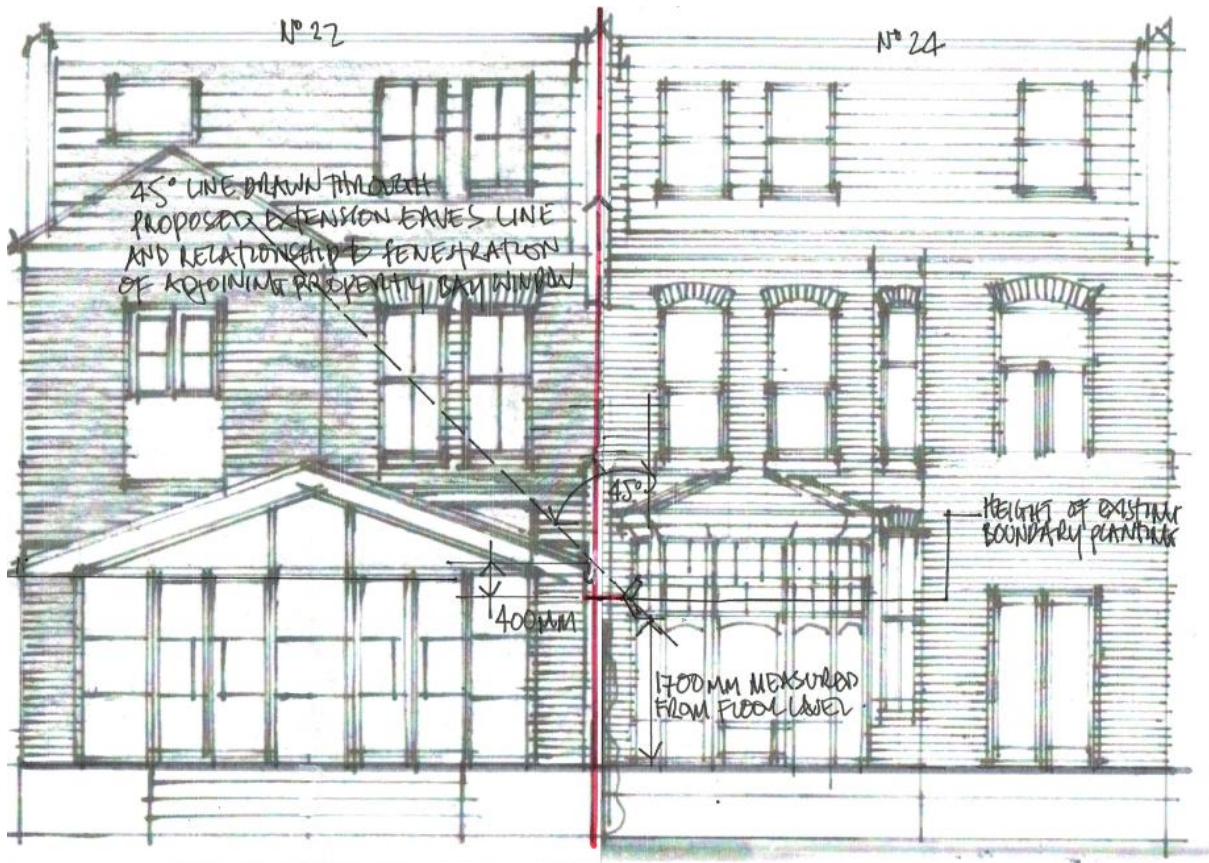 Nº 22
Nº 24
45° LINE DRAWN THROUGH
PROPOSED EXTENSION EAVES LINE
AND RELATIONSHIP TO FENESTRATION
OF ADJOINING PROPERTY BAY WINDOW
45°
HEIGHT OF EXISTING
BOUNDARY PLANTING
400MM
1700MM MEASURED
FROM FLOOR LEVEL